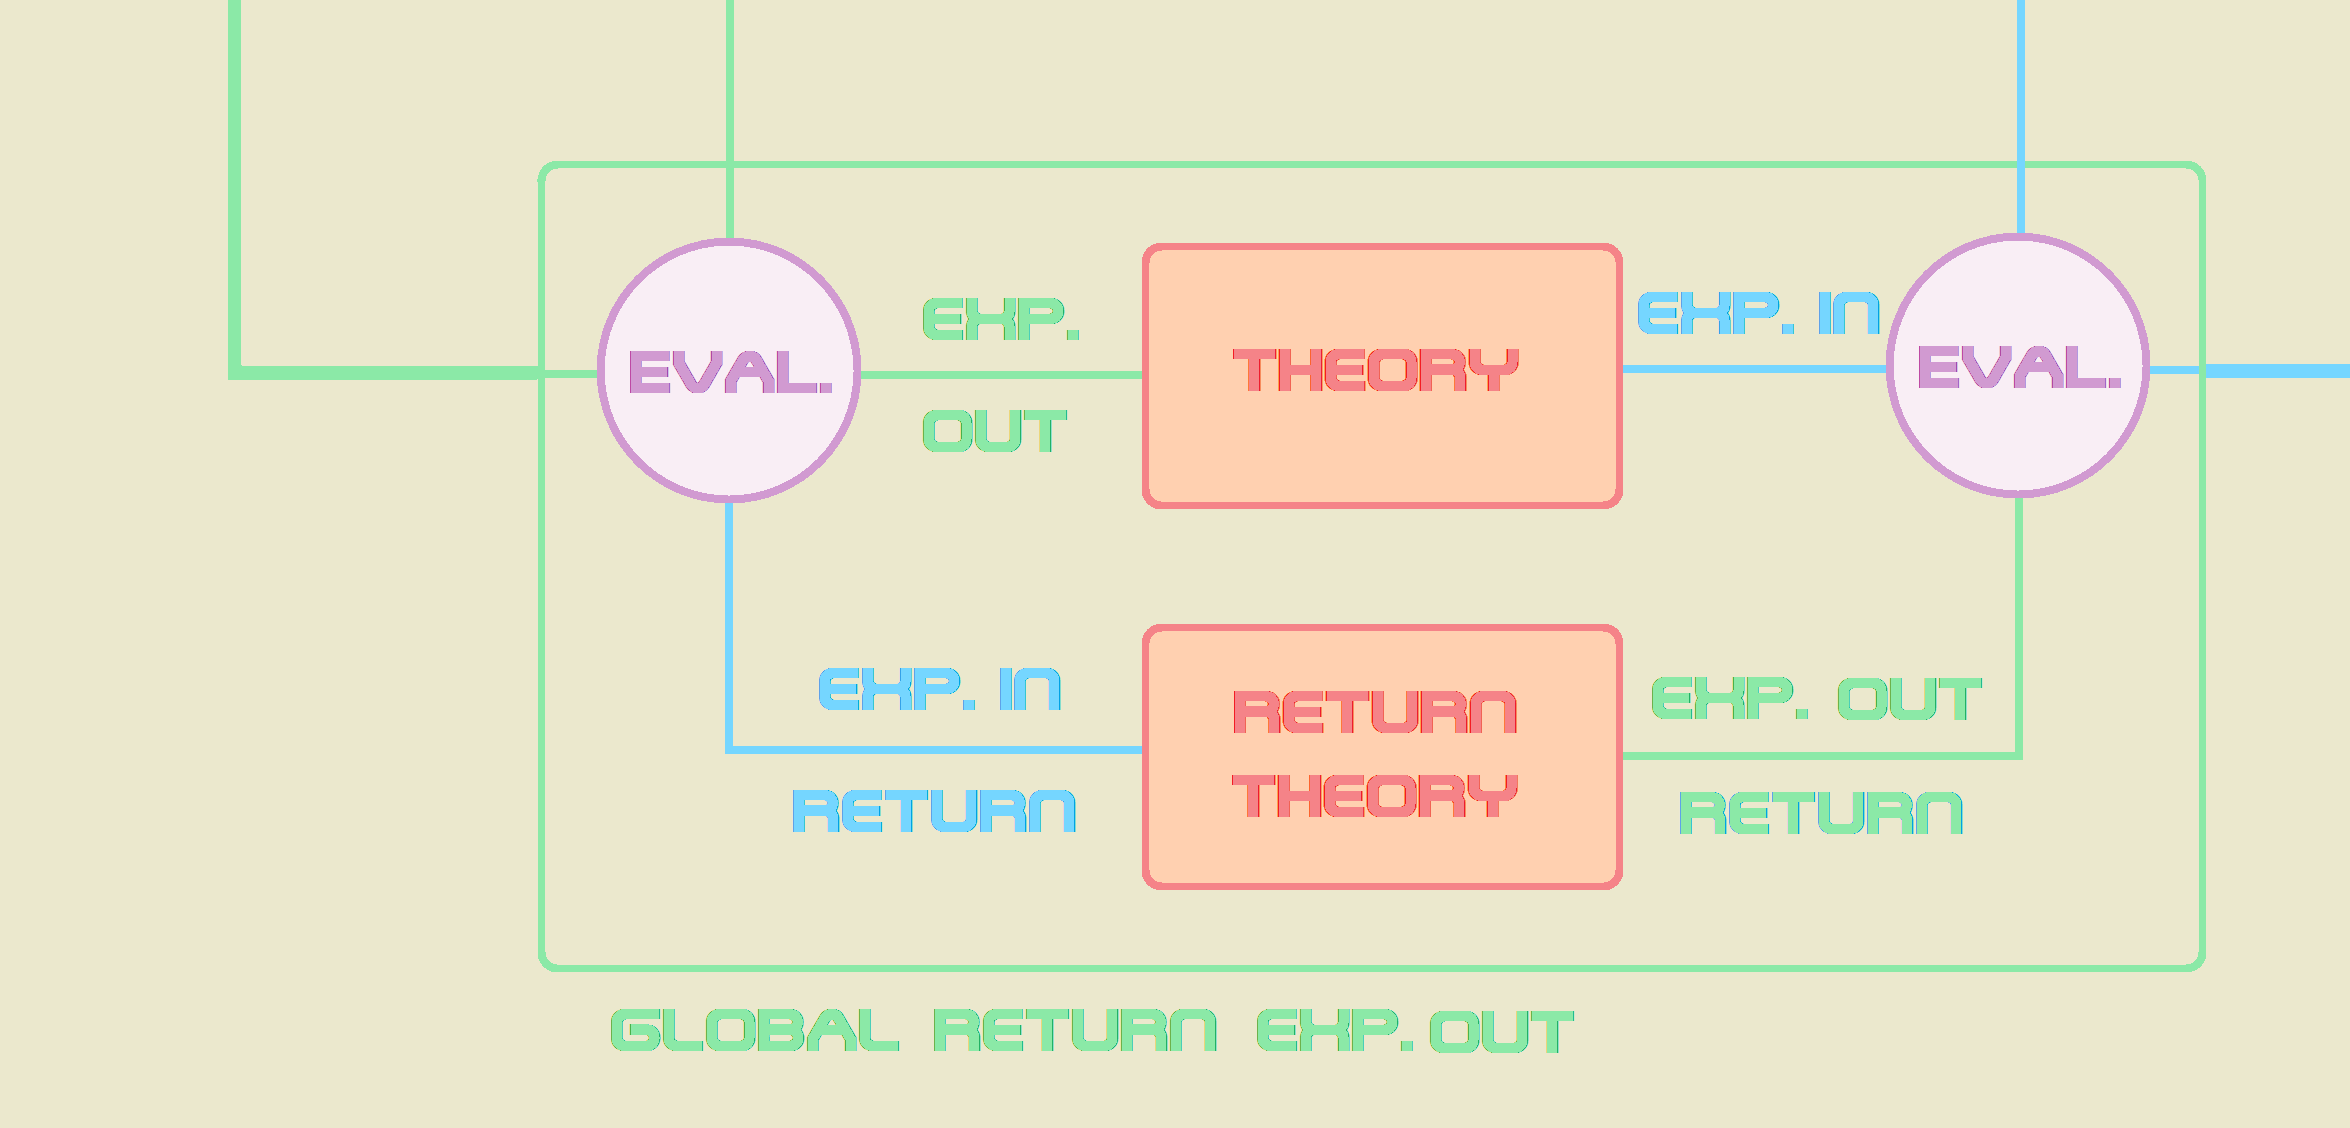 EXP.
OUT
EVAL.
THEORY
EXP. IN
EVAL.
EXP. IN
RETURN
RETURN
THEORY
EXP. OUT
RETURN
GLOBAL RETURN EXP. OUT